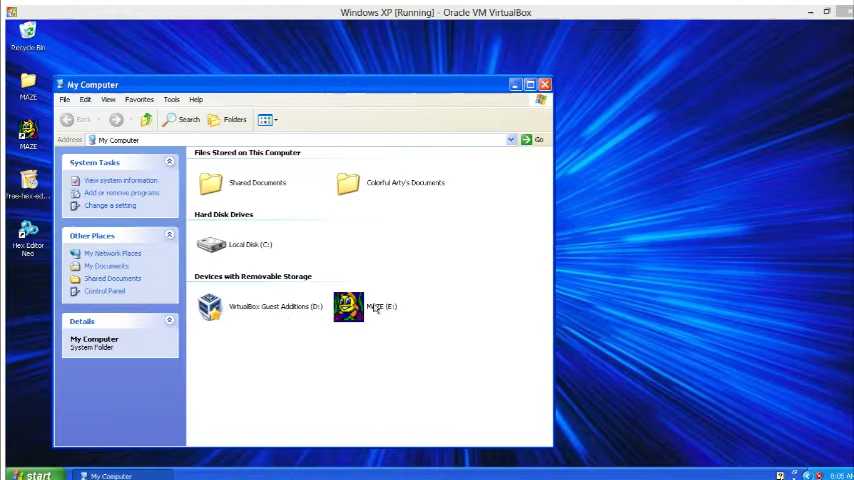 Windows XP [Running] - Oracle VM VirtualBox
Recycle Bin
MAZE
MAZE
free-hex-ed...
Hex Editor
Neo
My Computer
File Edit View Favorites Tools Help
Back Search Folders
Address My Computer Go
System Tasks
View system information
Add or remove programs
Change a setting
Other Places
My Network Places
My Documents
Shared Documents
Control Panel
Details
My Computer
System Folder
Files Stored on This Computer
Shared Documents Colorful Arty's Documents
Hard Disk Drives
Local Disk (C:)
Devices with Removable Storage
VirtualBox Guest Additions (D:) MAZE (E:)
start My Computer 6:05 AM